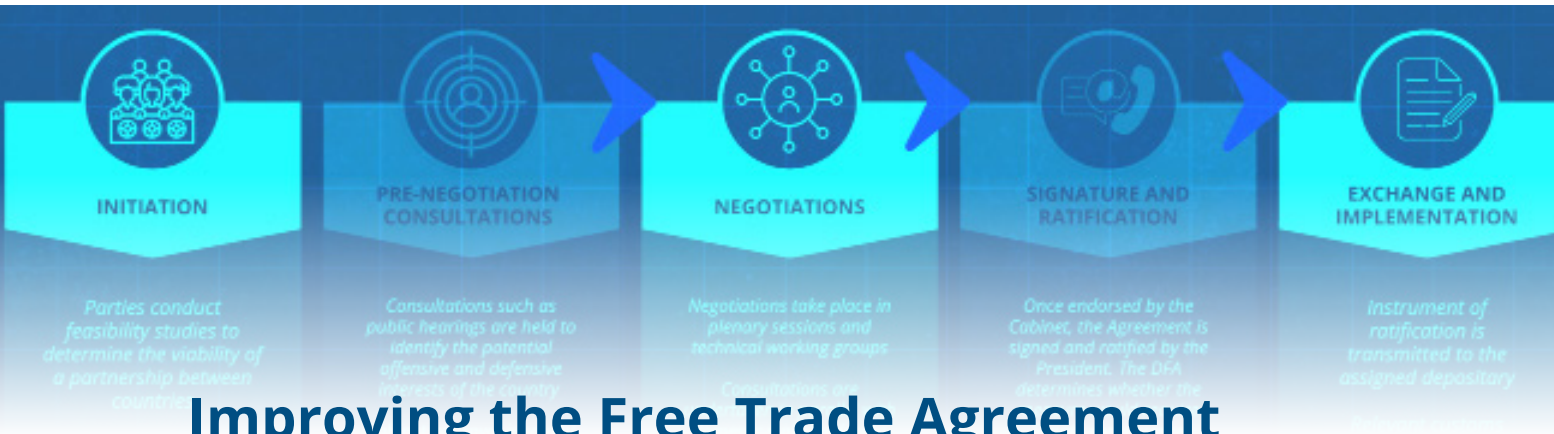 INITIATION
Parties conduct
feasibility studies to
determine the viability of
a partnership between
countries
PRE-NEGOTIATION
CONSULTATIONS
Consultations such as
public hearings are held to
identify the potential
offensive and defensive
interests of the country
NEGOTIATIONS
Negotiations take place in
plenary sessions and
technical working groups
Consultations are
SIGNATURE AND
RATIFICATION
Once endorsed by the
Cabinet, the Agreement is
signed and ratified by the
President. The DFA
determines whether the
EXCHANGE AND
IMPLEMENTATION
Instrument of
ratification is
transmitted to the
assigned depositary
Improving the Free Trade Agreement